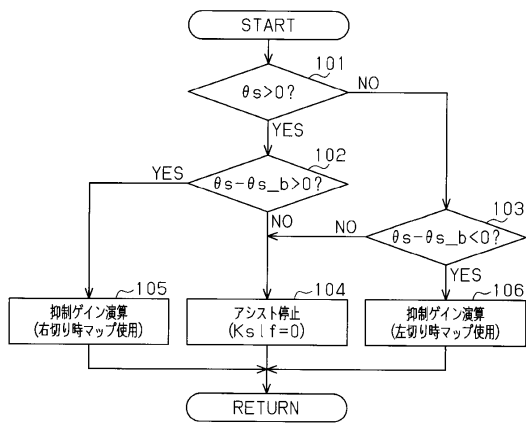 START
101
θs>0?
NO
YES
102
YES
θs-θs_b>0?
NO
103
NO
θs-θs_b<0?
YES
105
抑制ゲイン演算
(右切り時マップ使用)
104
アシスト停止
(Kslf=0)
106
抑制ゲイン演算
(左切り時マップ使用)
RETURN